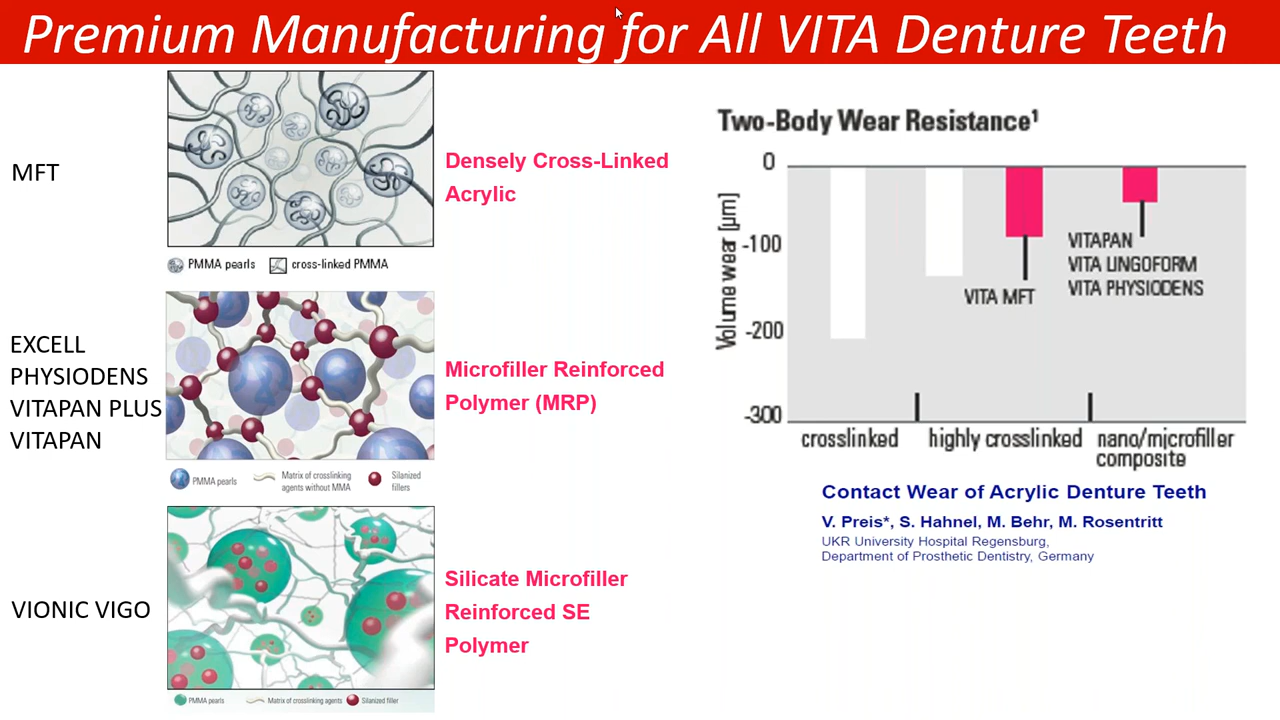 Premium Manufacturing for All VITA Denture Teeth
MFT
Densely Cross-Linked
Acrylic
PMMA pearls
cross-linked PMMA
EXCELL
PHYSIODENS
VITAPAN PLUS
VITAPAN
Microfiller Reinforced
Polymer (MRP)
PMMA pearls
Matrix of crosslinking
agents without MMA
Silanized
fillers
VIONIC VIGO
Silicate Microfiller
Reinforced SE
Polymer
PMMA pearls
Matrix of crosslinking agents
Silanized filler
Two-Body Wear Resistance¹
Volume wear [µm]
0
-100
-200
-300
VITA MFT
VITAPAN
VITA LINGOFORM
VITA PHYSIODENS
crosslinked
highly crosslinked
nano/microfiller
composite
Contact Wear of Acrylic Denture Teeth
V. Preis*, S. Hahnel, M. Behr, M. Rosentritt
UKR University Hospital Regensburg,
Department of Prosthetic Dentistry, Germany